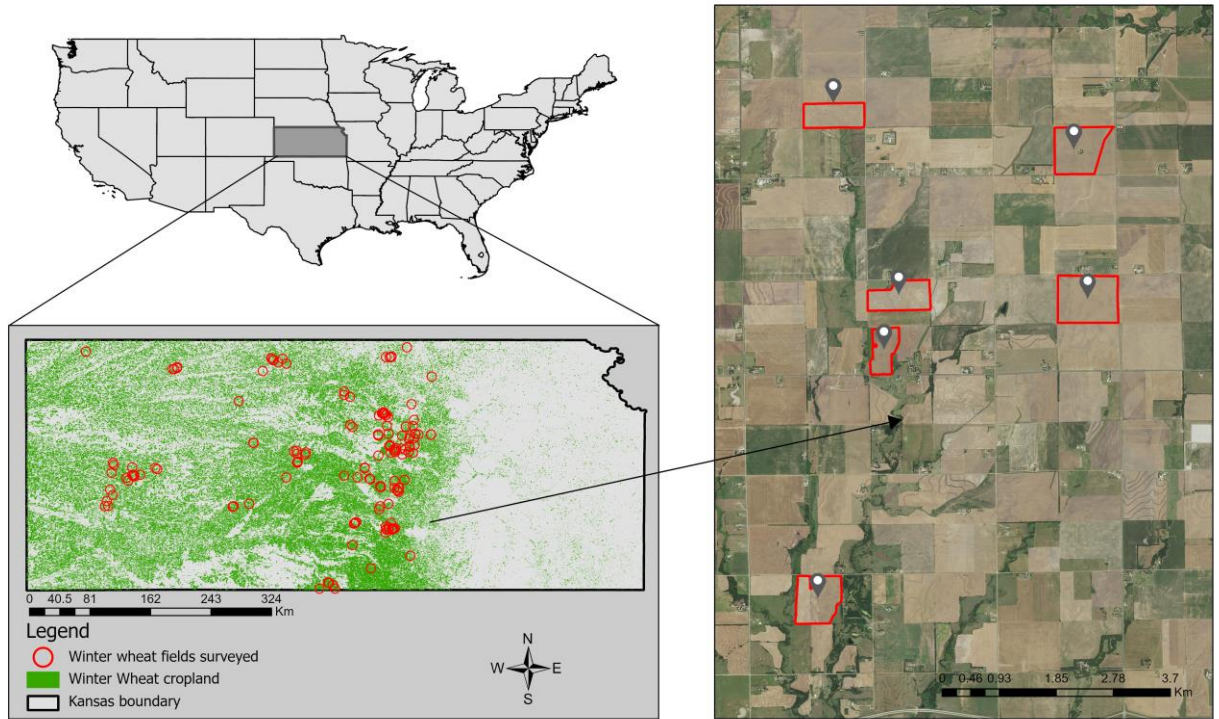 0 40.5 81 162 243 324
Km
Legend
Winter wheat fields surveyed
Winter Wheat cropland
Kansas boundary
N
W E
S
0 0.46 0.93 1.85 2.78 3.7
Km